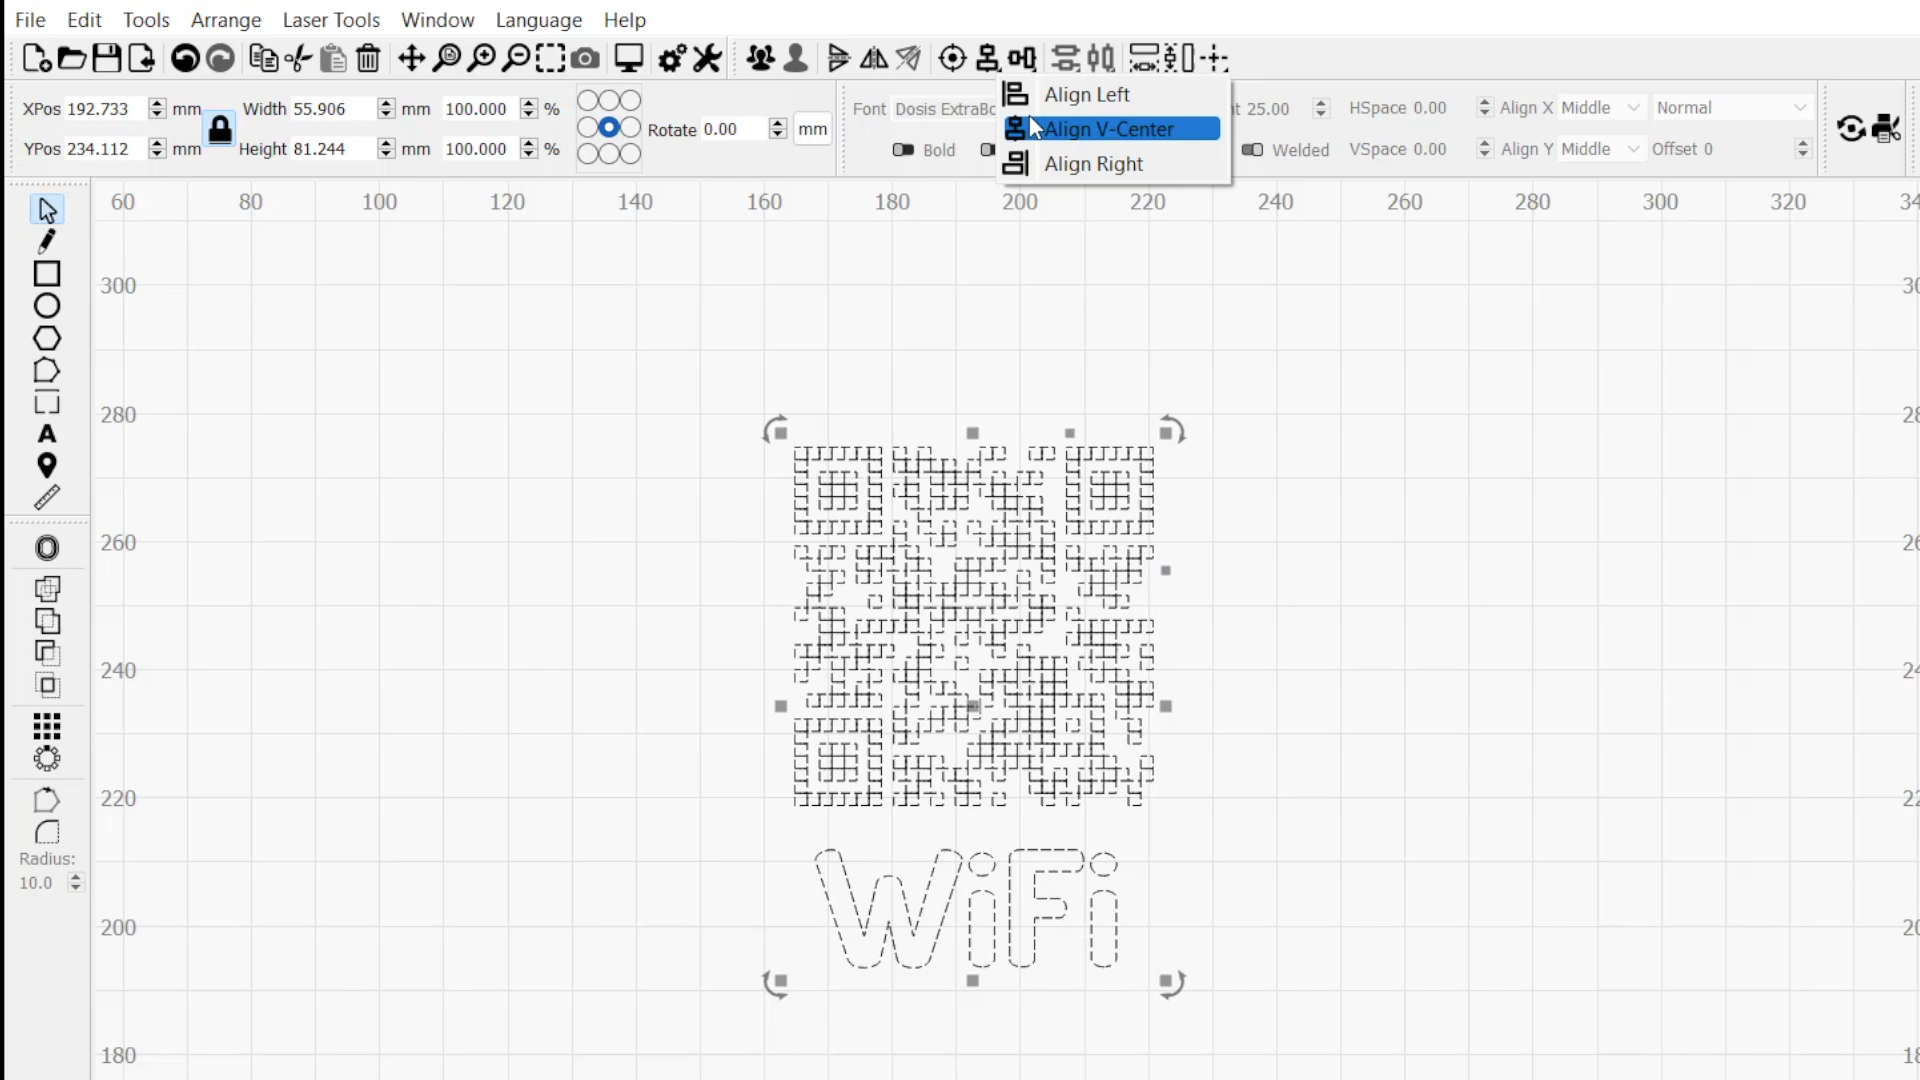 File Edit Tools Arrange Laser Tools Window Language Help
XPos 192.733 mm Width 55.906 mm 100.000 % Font Dosis ExtraBo 25.00 HSpace 0.00 Align X Middle Normal
Rotate 0.00 mm
YPos 234.112 mm Height 81.244 mm 100.000 % Bold Welded VSpace 0.00 Align Y Middle Offset 0
Align Left
Align V-Center
Align Right
60 80 100 120 140 160 180 200 220 240 260 280 300 320
300
280
260
240
220
200
180
A
Radius:
10.0
WiFi